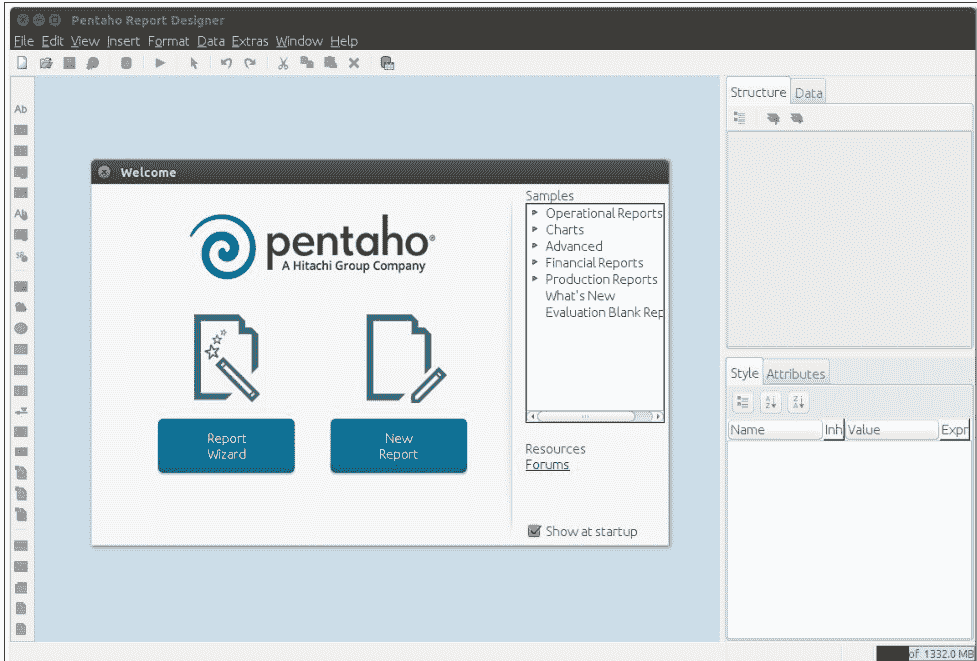 Pentaho Report Designer
File Edit View Insert Format Data Extras Window Help
Ab
Structure Data
Welcome
Samples
Operational Reports
Charts
Advanced
Financial Reports
Production Reports
What's New
Evaluation Blank Rep
pentaho®
A Hitachi Group Company
Report
Wizard
New
Report
Resources
Forums
Show at startup
Style Attributes
Name Inh Value Expr
of 1332.0 MB